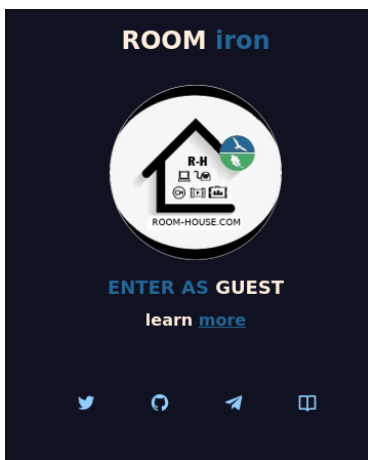 ROOM iron
R-H
ROOM-HOUSE.COM
ENTER AS GUEST
learn more